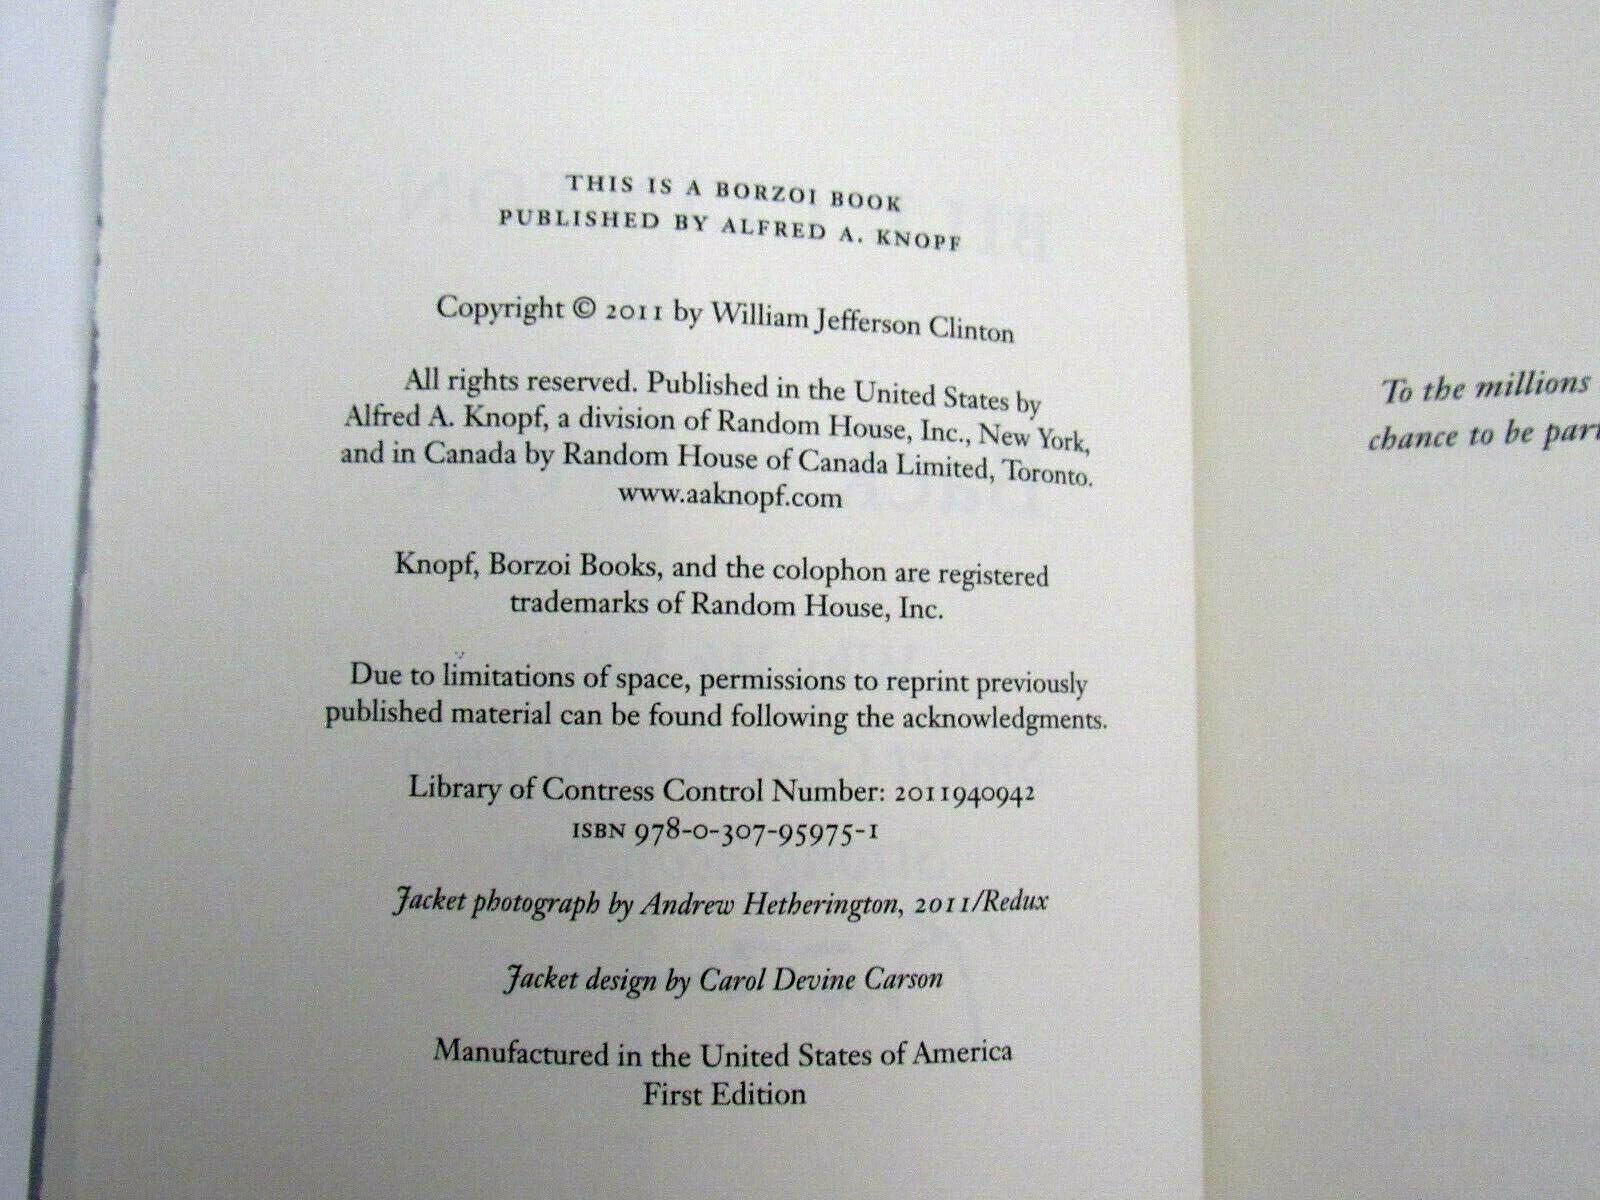 THIS IS A BORZOI BOOK
PUBLISHED BY ALFRED A. KNOPF
Copyright © 2011 by William Jefferson Clinton
All rights reserved. Published in the United States by
Alfred A. Knopf, a division of Random House, Inc., New York,
and in Canada by Random House of Canada Limited, Toronto.
www.aaknopf.com
Knopf, Borzoi Books, and the colophon are registered
trademarks of Random House, Inc.
Due to limitations of space, permissions to reprint previously
published material can be found following the acknowledgments.
Library of Contress Control Number: 2011940942
ISBN 978-0-307-95975-1
Jacket photograph by Andrew Hetherington, 2011/Redux
Jacket design by Carol Devine Carson
Manufactured in the United States of America
First Edition
To the millions
chance to be part